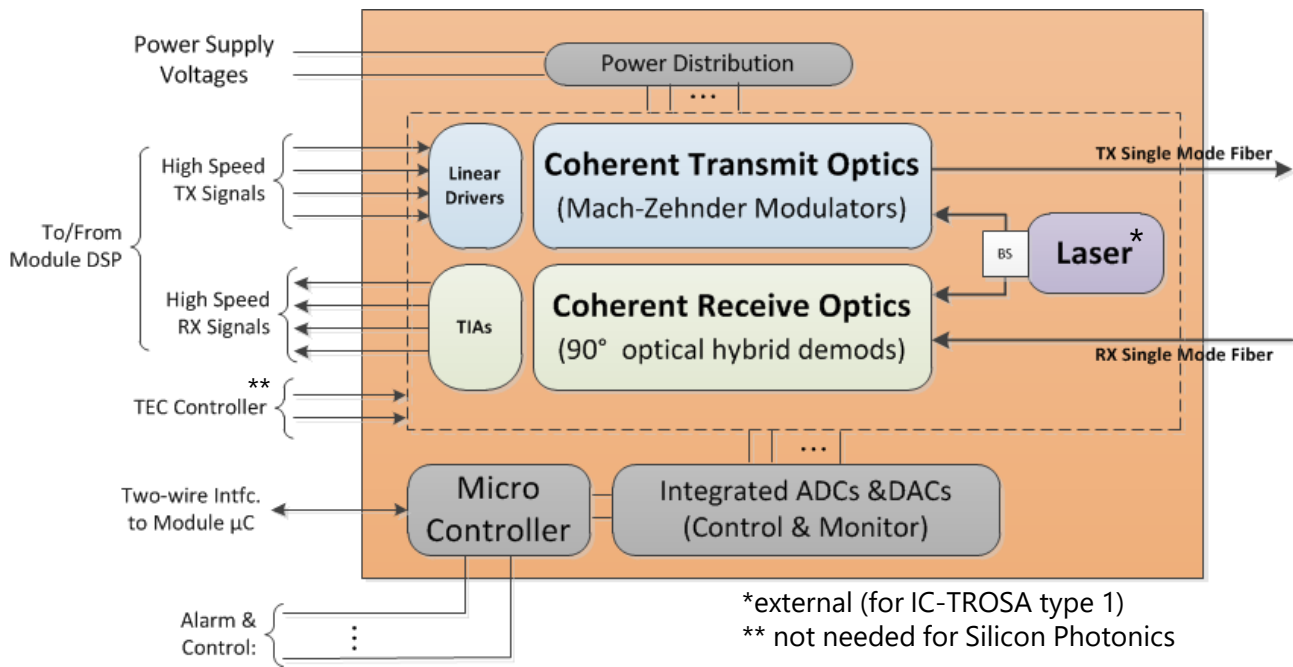 Power Supply
Voltages
Power Distribution
...
High Speed
TX Signals
Linear
Drivers
Coherent Transmit Optics
(Mach-Zehnder Modulators)
TX Single Mode Fiber
To/From
Module DSP
BS
Laser*
High Speed
RX Signals
TIAs
Coherent Receive Optics
(90° optical hybrid demods)
RX Single Mode Fiber
**
TEC Controller
...
Two-wire Intfc.
to Module µC
Micro
Controller
Integrated ADCs &DACs
(Control & Monitor)
Alarm &
Control:
...
*external (for IC-TROSA type 1)
** not needed for Silicon Photonics